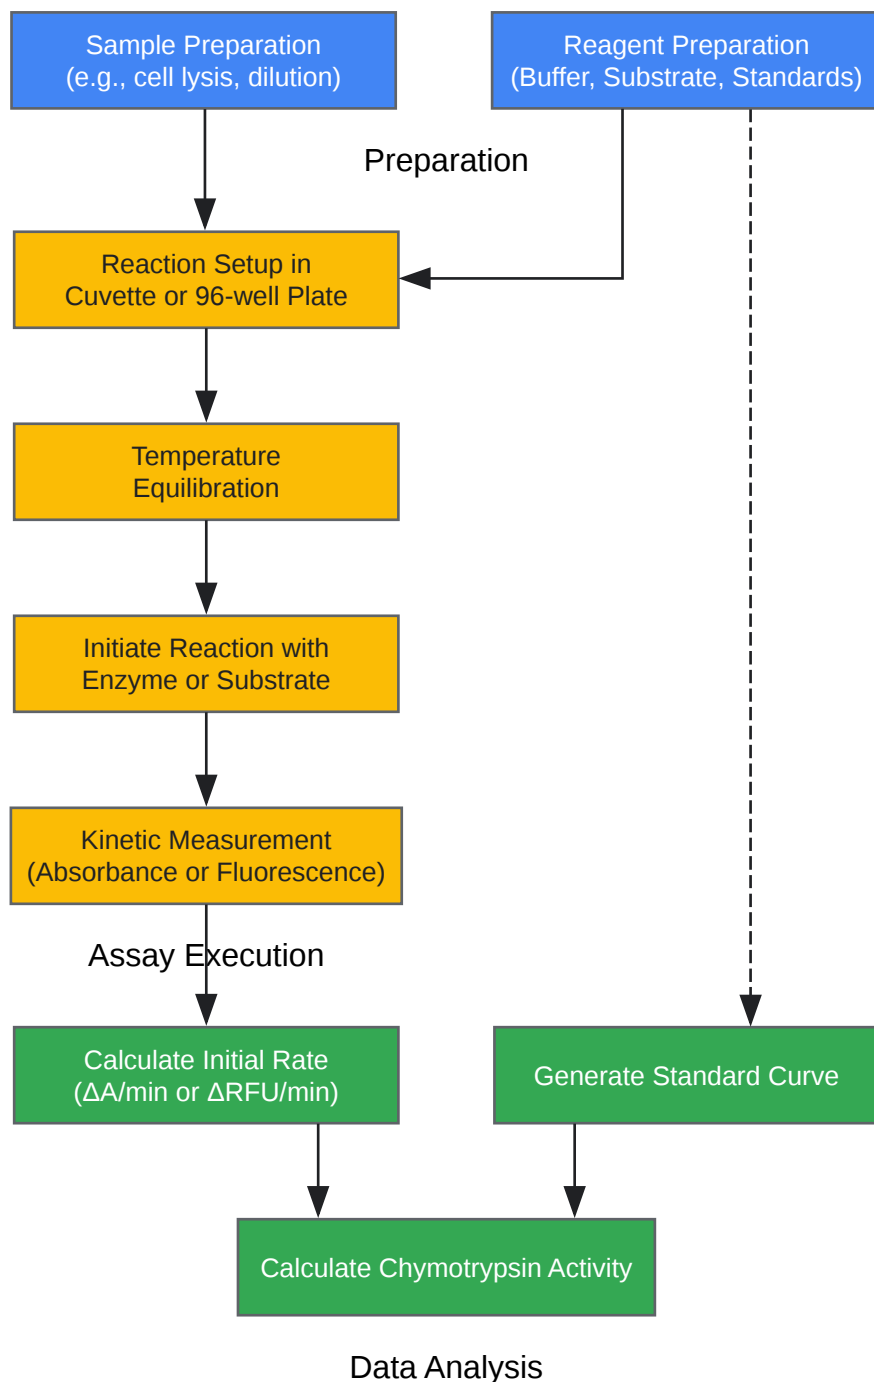 Sample Preparation
(e.g., cell lysis, dilution)
Reagent Preparation
(Buffer, Substrate, Standards)
Preparation
Reaction Setup in
Cuvette or 96-well Plate
Temperature
Equilibration
Initiate Reaction with
Enzyme or Substrate
Kinetic Measurement
(Absorbance or Fluorescence)
Assay Execution
Calculate Initial Rate
(ΔA/min or ΔRFU/min)
Generate Standard Curve
Calculate Chymotrypsin Activity
Data Analysis